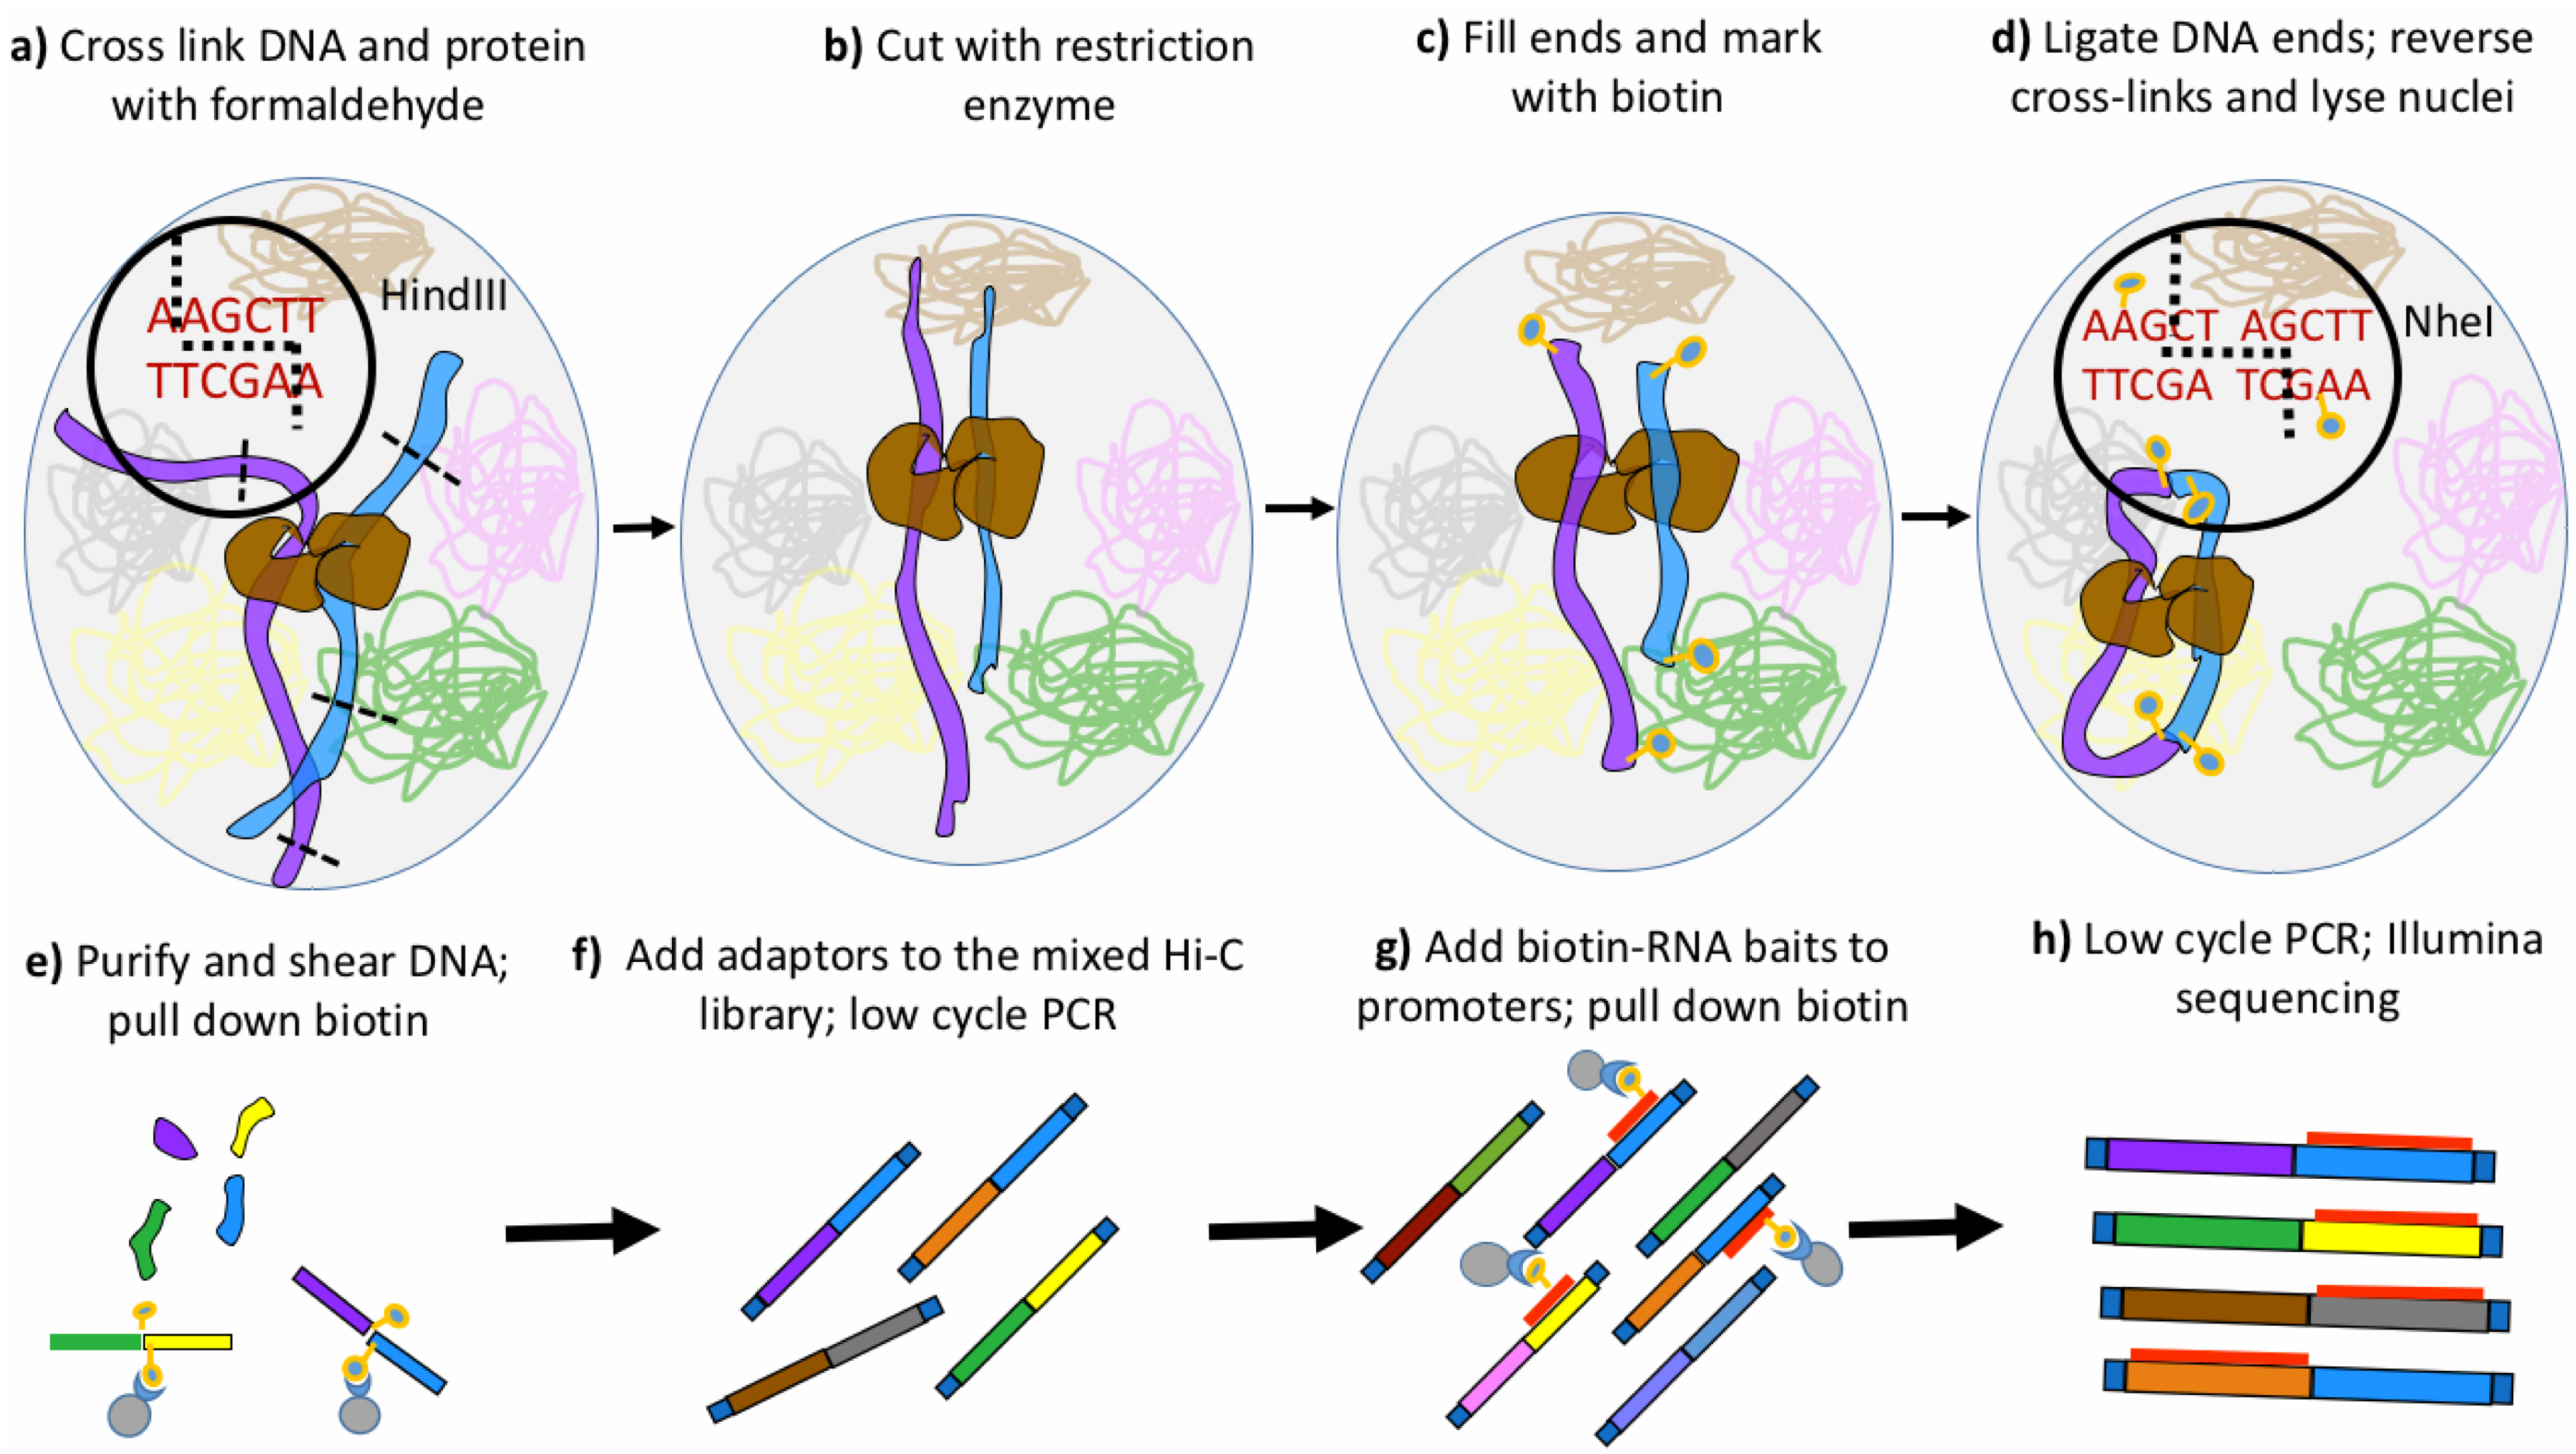 a) Cross link DNA and protein
with formaldehyde
b) Cut with restriction
enzyme
c) Fill ends and mark
with biotin
d) Ligate DNA ends; reverse
cross-links and lyse nuclei
HindIII
AAGCTT
TTCGAA
NheI
AAGCT AGCTT
TTCGA TCGAA
e) Purify and shear DNA;
pull down biotin
f) Add adaptors to the mixed Hi-C
library; low cycle PCR
g) Add biotin-RNA baits to
promoters; pull down biotin
h) Low cycle PCR; Illumina
sequencing